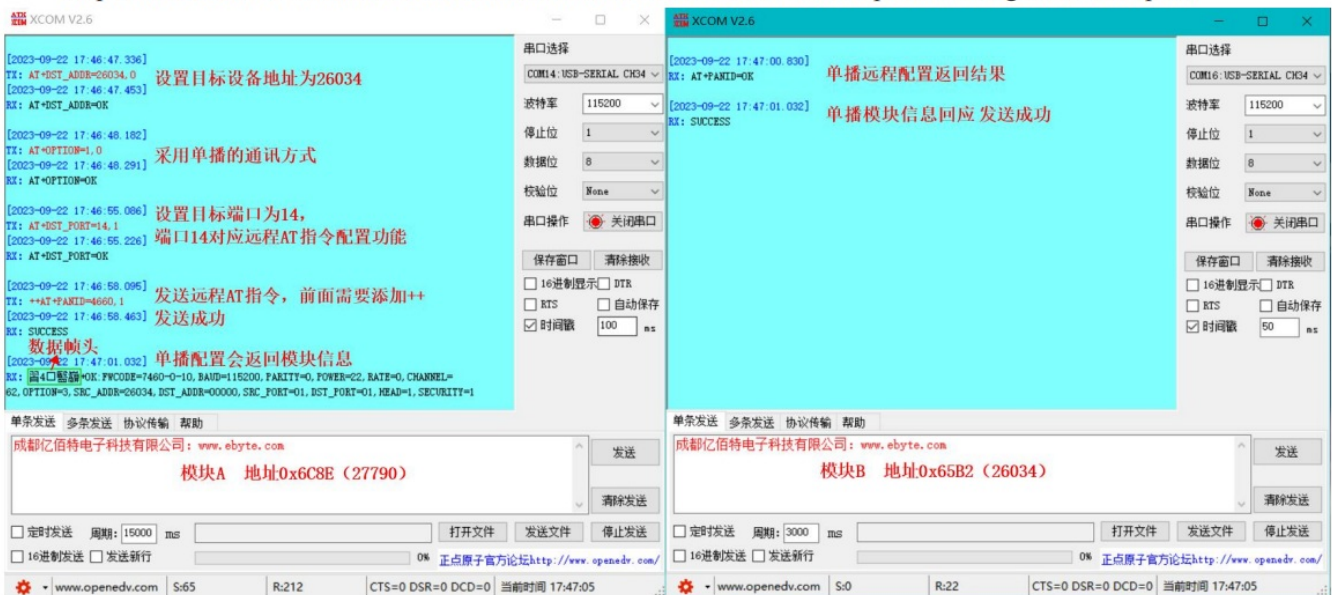 XCOM V2.6
[2023-09-22 17:46:47.336]
TX: AT+DST_ADDR=26034,0
设置目标设备地址为26034
[2023-09-22 17:46:47.453]
RX: AT+DST_ADDR=OK
[2023-09-22 17:46:48.182]
TX: AT+OPTION=1,0
采用单播的通讯方式
[2023-09-22 17:46:48.291]
RX: AT+OPTION=OK
[2023-09-22 17:46:55.086]
设置目标端口为14，
TX: AT+DST_PORT=14,1
[2023-09-22 17:46:55.226]
端口14对应远程AT指令配置功能
RX: AT+DST_PORT=OK
[2023-09-22 17:46:58.095]
TX: ++AT+PANID=4660,1
发送远程AT指令，前面需要添加++
[2023-09-22 17:46:58.463]
发送成功
RX: SUCCESS
数据帧头
[2023-09-22 17:47:01.032]
单播配置会返回模块信息
RX: +OK:FWCODE=7460-0-10, BAUD=115200, PARITY=0, POWER=22, RATE=0, CHANNEL=
62, OPTION=3, SRC_ADDR=26034, DST_ADDR=00000, SRC_PORT=01, DST_PORT=01, HEAD=1, SECURITY=1
串口选择
COM14:USB-SERIAL CH34
波特率 115200
停止位 1
数据位 8
校验位 None
串口操作 关闭串口
保存窗口 清除接收
16进制显示 DTR
RTS 自动保存
时间戳 100 ms
单条发送 多条发送 协议传输 帮助
成都亿佰特电子科技有限公司：www.ebyte.com
模块A 地址0x6C8E（27790）
发送
清除发送
定时发送 周期: 15000 ms 打开文件 发送文件 停止发送
16进制发送 发送新行 0% 正点原子官方论坛http://www.openedv.com/
www.openedv.com S:65 R:212 CTS=0 DSR=0 DCD=0 当前时间 17:47:05
XCOM V2.6
[2023-09-22 17:47:00.830]
RX: AT+PANID=OK
单播远程配置返回结果
[2023-09-22 17:47:01.032]
RX: SUCCESS
单播模块信息回应 发送成功
串口选择
COM16:USB-SERIAL CH34
波特率 115200
停止位 1
数据位 8
校验位 None
串口操作 关闭串口
保存窗口 清除接收
16进制显示 DTR
RTS 自动保存
时间戳 50 ms
单条发送 多条发送 协议传输 帮助
成都亿佰特电子科技有限公司：www.ebyte.com
模块B 地址0x65B2（26034）
发送
清除发送
定时发送 周期: 3000 ms 打开文件 发送文件 停止发送
16进制发送 发送新行 0% 正点原子官方论坛http://www.openedv.com/
www.openedv.com S:0 R:22 CTS=0 DSR=0 DCD=0 当前时间 17:47:05